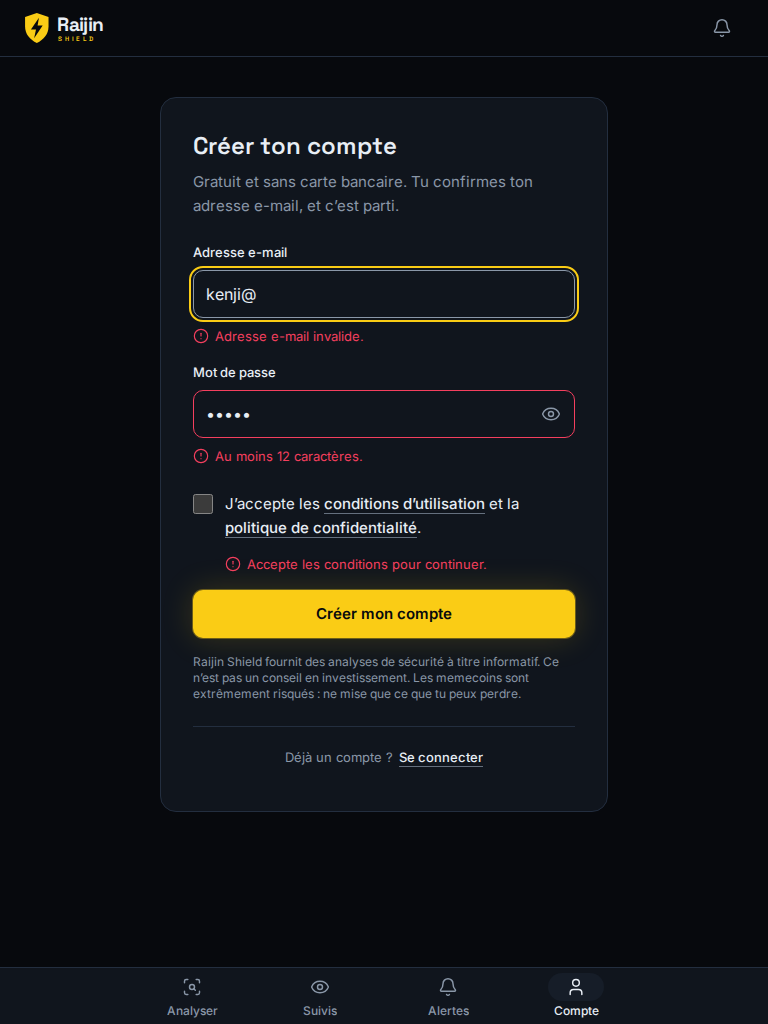 Raijin
SHIELD
Créer ton compte
Gratuit et sans carte bancaire. Tu confirmes ton
adresse e-mail, et c’est parti.
Adresse e-mail
kenji@
Adresse e-mail invalide.
Mot de passe
•••••
Au moins 12 caractères.
J’accepte les conditions d’utilisation et la
politique de confidentialité.
Accepte les conditions pour continuer.
Créer mon compte
Raijin Shield fournit des analyses de sécurité à titre informatif. Ce
n’est pas un conseil en investissement. Les memecoins sont
extrêmement risqués : ne mise que ce que tu peux perdre.
Déjà un compte ? Se connecter
Analyser
Suivis
Alertes
Compte